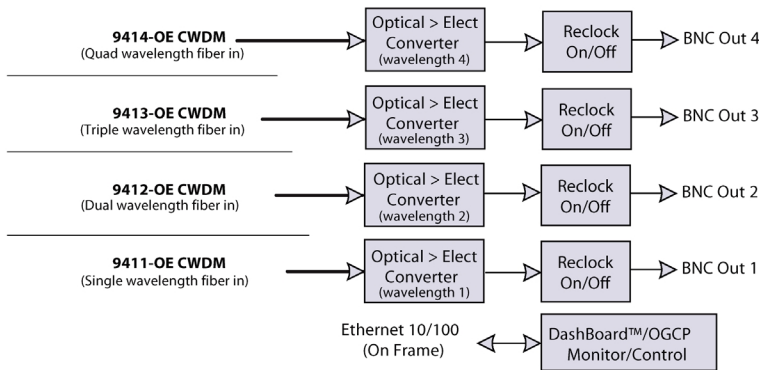 9414-OE CWDM
(Quad wavelength fiber in)
Optical > Elect
Converter
(wavelength 4)
Reclock
On/Off
BNC Out 4
9413-OE CWDM
(Triple wavelength fiber in)
Optical > Elect
Converter
(wavelength 3)
Reclock
On/Off
BNC Out 3
9412-OE CWDM
(Dual wavelength fiber in)
Optical > Elect
Converter
(wavelength 2)
Reclock
On/Off
BNC Out 2
9411-OE CWDM
(Single wavelength fiber in)
Optical > Elect
Converter
(wavelength 1)
Reclock
On/Off
BNC Out 1
Ethernet 10/100
(On Frame)
DashBoard™/OGCP
Monitor/Control